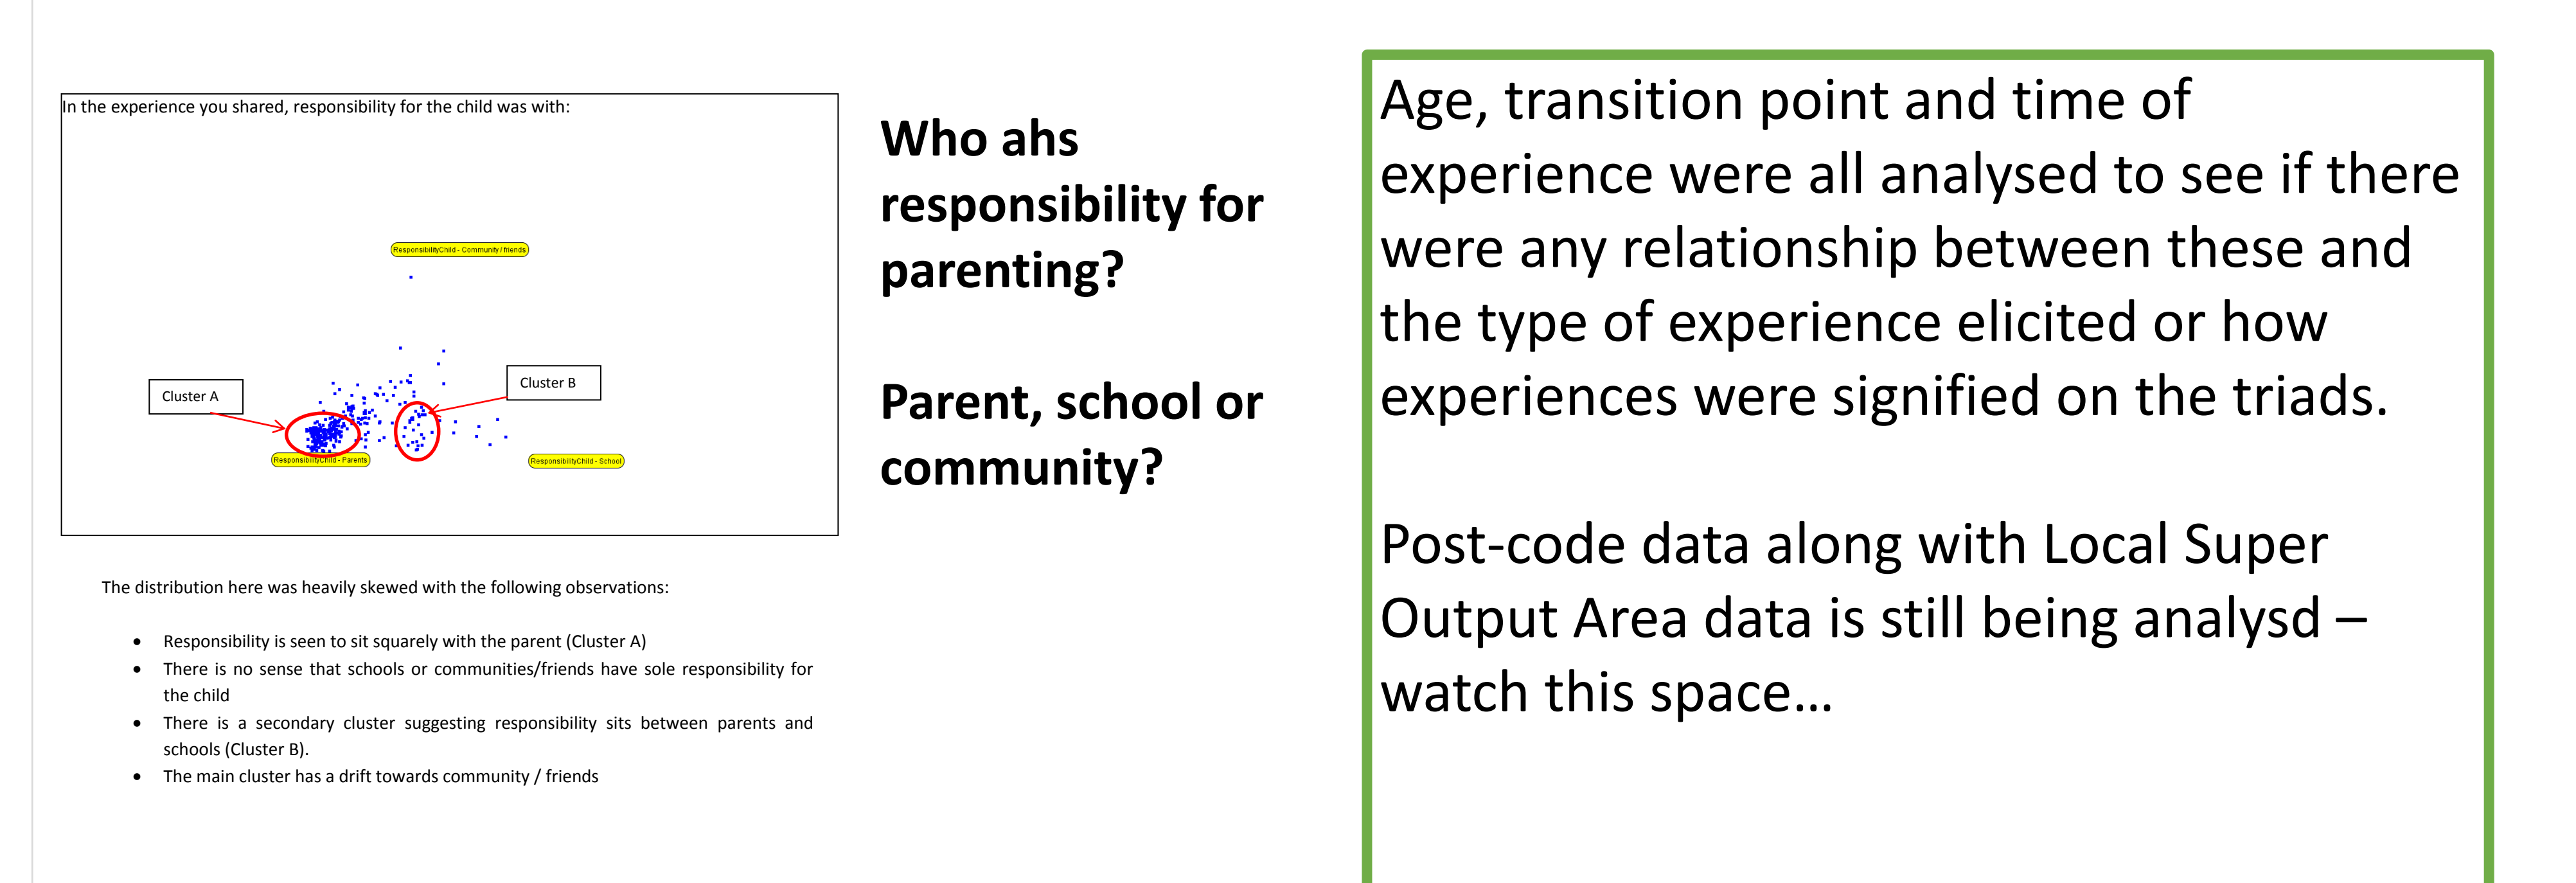 In the experience you shared, responsibility for the child was with:
ResponsibilityChild - Community / friends
Cluster A
Cluster B
ResponsibilityChild - Parents
ResponsibilityChild - School
The distribution here was heavily skewed with the following observations:
• Responsibility is seen to sit squarely with the parent (Cluster A)
• There is no sense that schools or communities/friends have sole responsibility for
the child
• There is a secondary cluster suggesting responsibility sits between parents and
schools (Cluster B).
• The main cluster has a drift towards community / friends
Who ahs
responsibility for
parenting?
Parent, school or
community?
Age, transition point and time of
experience were all analysed to see if there
were any relationship between these and
the type of experience elicited or how
experiences were signified on the triads.
Post-code data along with Local Super
Output Area data is still being analysd –
watch this space…